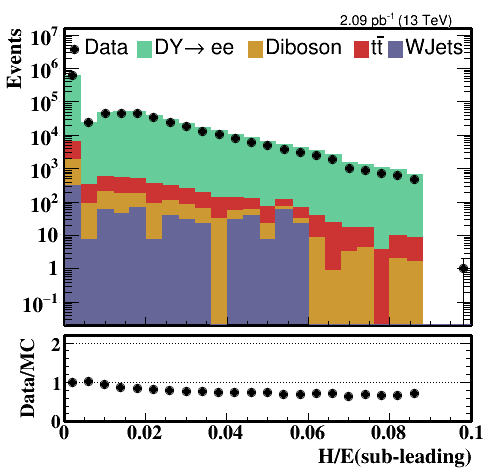 2.09 pb⁻¹ (13 TeV)
Events
Data DY→ ee Diboson tt̄ WJets
10⁷
10⁶
10⁵
10⁴
10³
10²
10
1
10⁻¹
Data/MC
2
1
0
0 0.02 0.04 0.06 0.08 0.1
H/E(sub-leading)